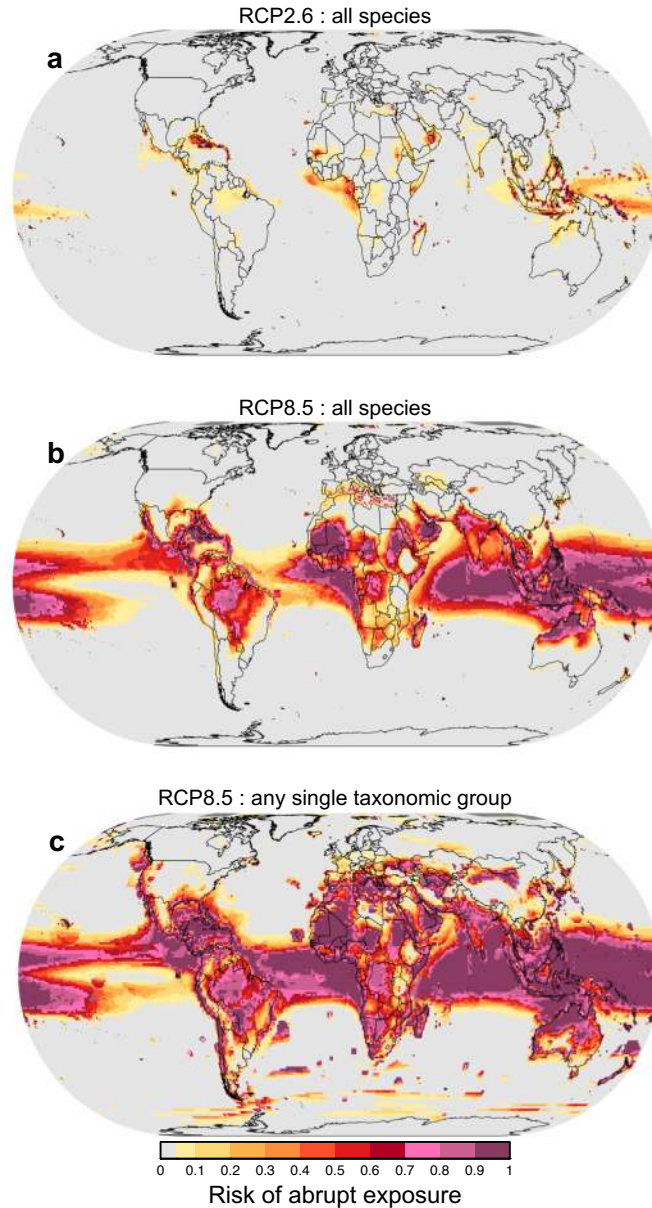 RCP2.6 : all species
a
RCP8.5 : all species
b
RCP8.5 : any single taxonomic group
c
0 0.1 0.2 0.3 0.4 0.5 0.6 0.7 0.8 0.9 1
Risk of abrupt exposure